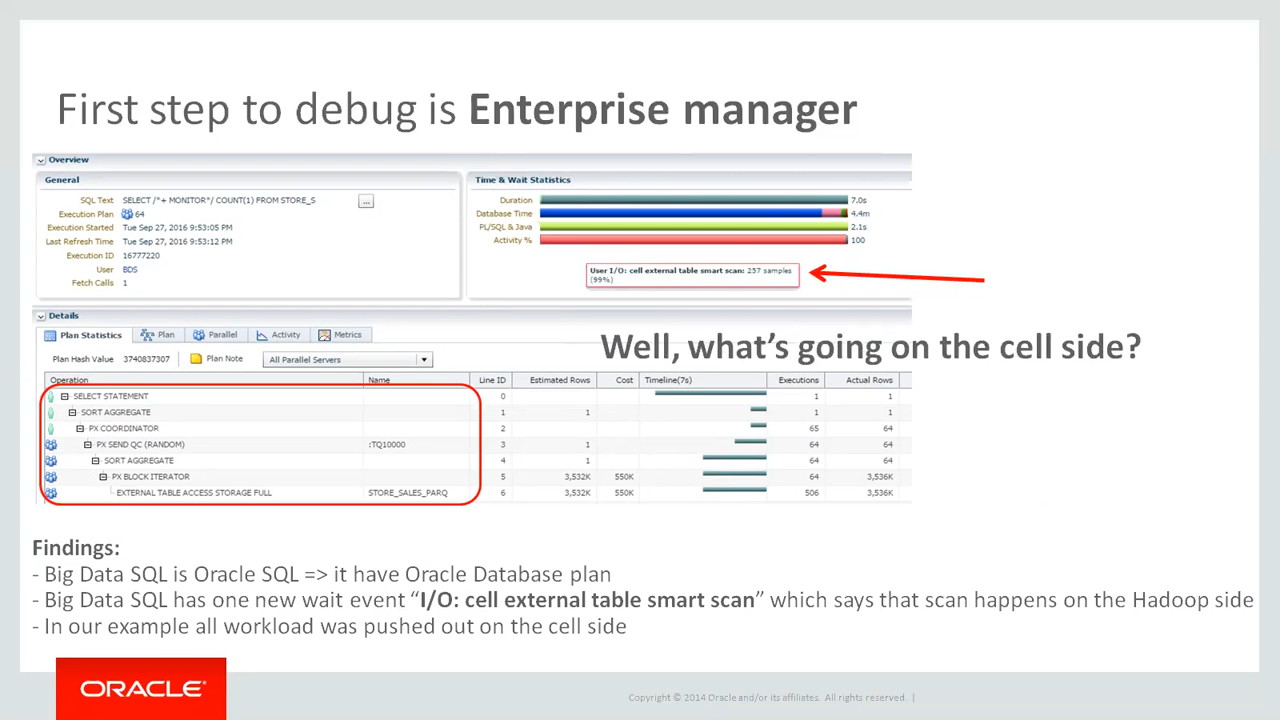 First step to debug is Enterprise manager
Overview
General
SQL Text SELECT /*+ MONITOR*/ COUNT(1) FROM STORE_S ...
Execution Plan 64
Execution Started Tue Sep 27, 2016 9:53:05 PM
Last Refresh Time Tue Sep 27, 2016 9:53:12 PM
Execution ID 16777220
User BDS
Fetch Calls 1
Time & Wait Statistics
Duration 7.0s
Database Time 4.4m
PL/SQL & Java 2.1s
Activity % 100
User I/O: cell external table smart scan: 257 samples
(99%)
Well, what's going on the cell side?
Details
Plan Statistics Plan Parallel Activity Metrics
Plan Hash Value 3740837307 Plan Note All Parallel Servers
Operation Name Line ID Estimated Rows Cost Timeline(7s) Executions Actual Rows
SELECT STATEMENT 0 1 1
SORT AGGREGATE 1 1 1 1
PX COORDINATOR 2 65 64
PX SEND QC (RANDOM) :TQ10000 3 1 64 64
SORT AGGREGATE 4 1 64 64
PX BLOCK ITERATOR 5 3,532K 550K 64 3,536K
EXTERNAL TABLE ACCESS STORAGE FULL STORE_SALES_PARQ 6 3,532K 550K 506 3,536K
Findings:
- Big Data SQL is Oracle SQL => it have Oracle Database plan
- Big Data SQL has one new wait event “I/O: cell external table smart scan” which says that scan happens on the Hadoop side
- In our example all workload was pushed out on the cell side
ORACLE®
Copyright © 2014 Oracle and/or its affiliates. All rights reserved. |